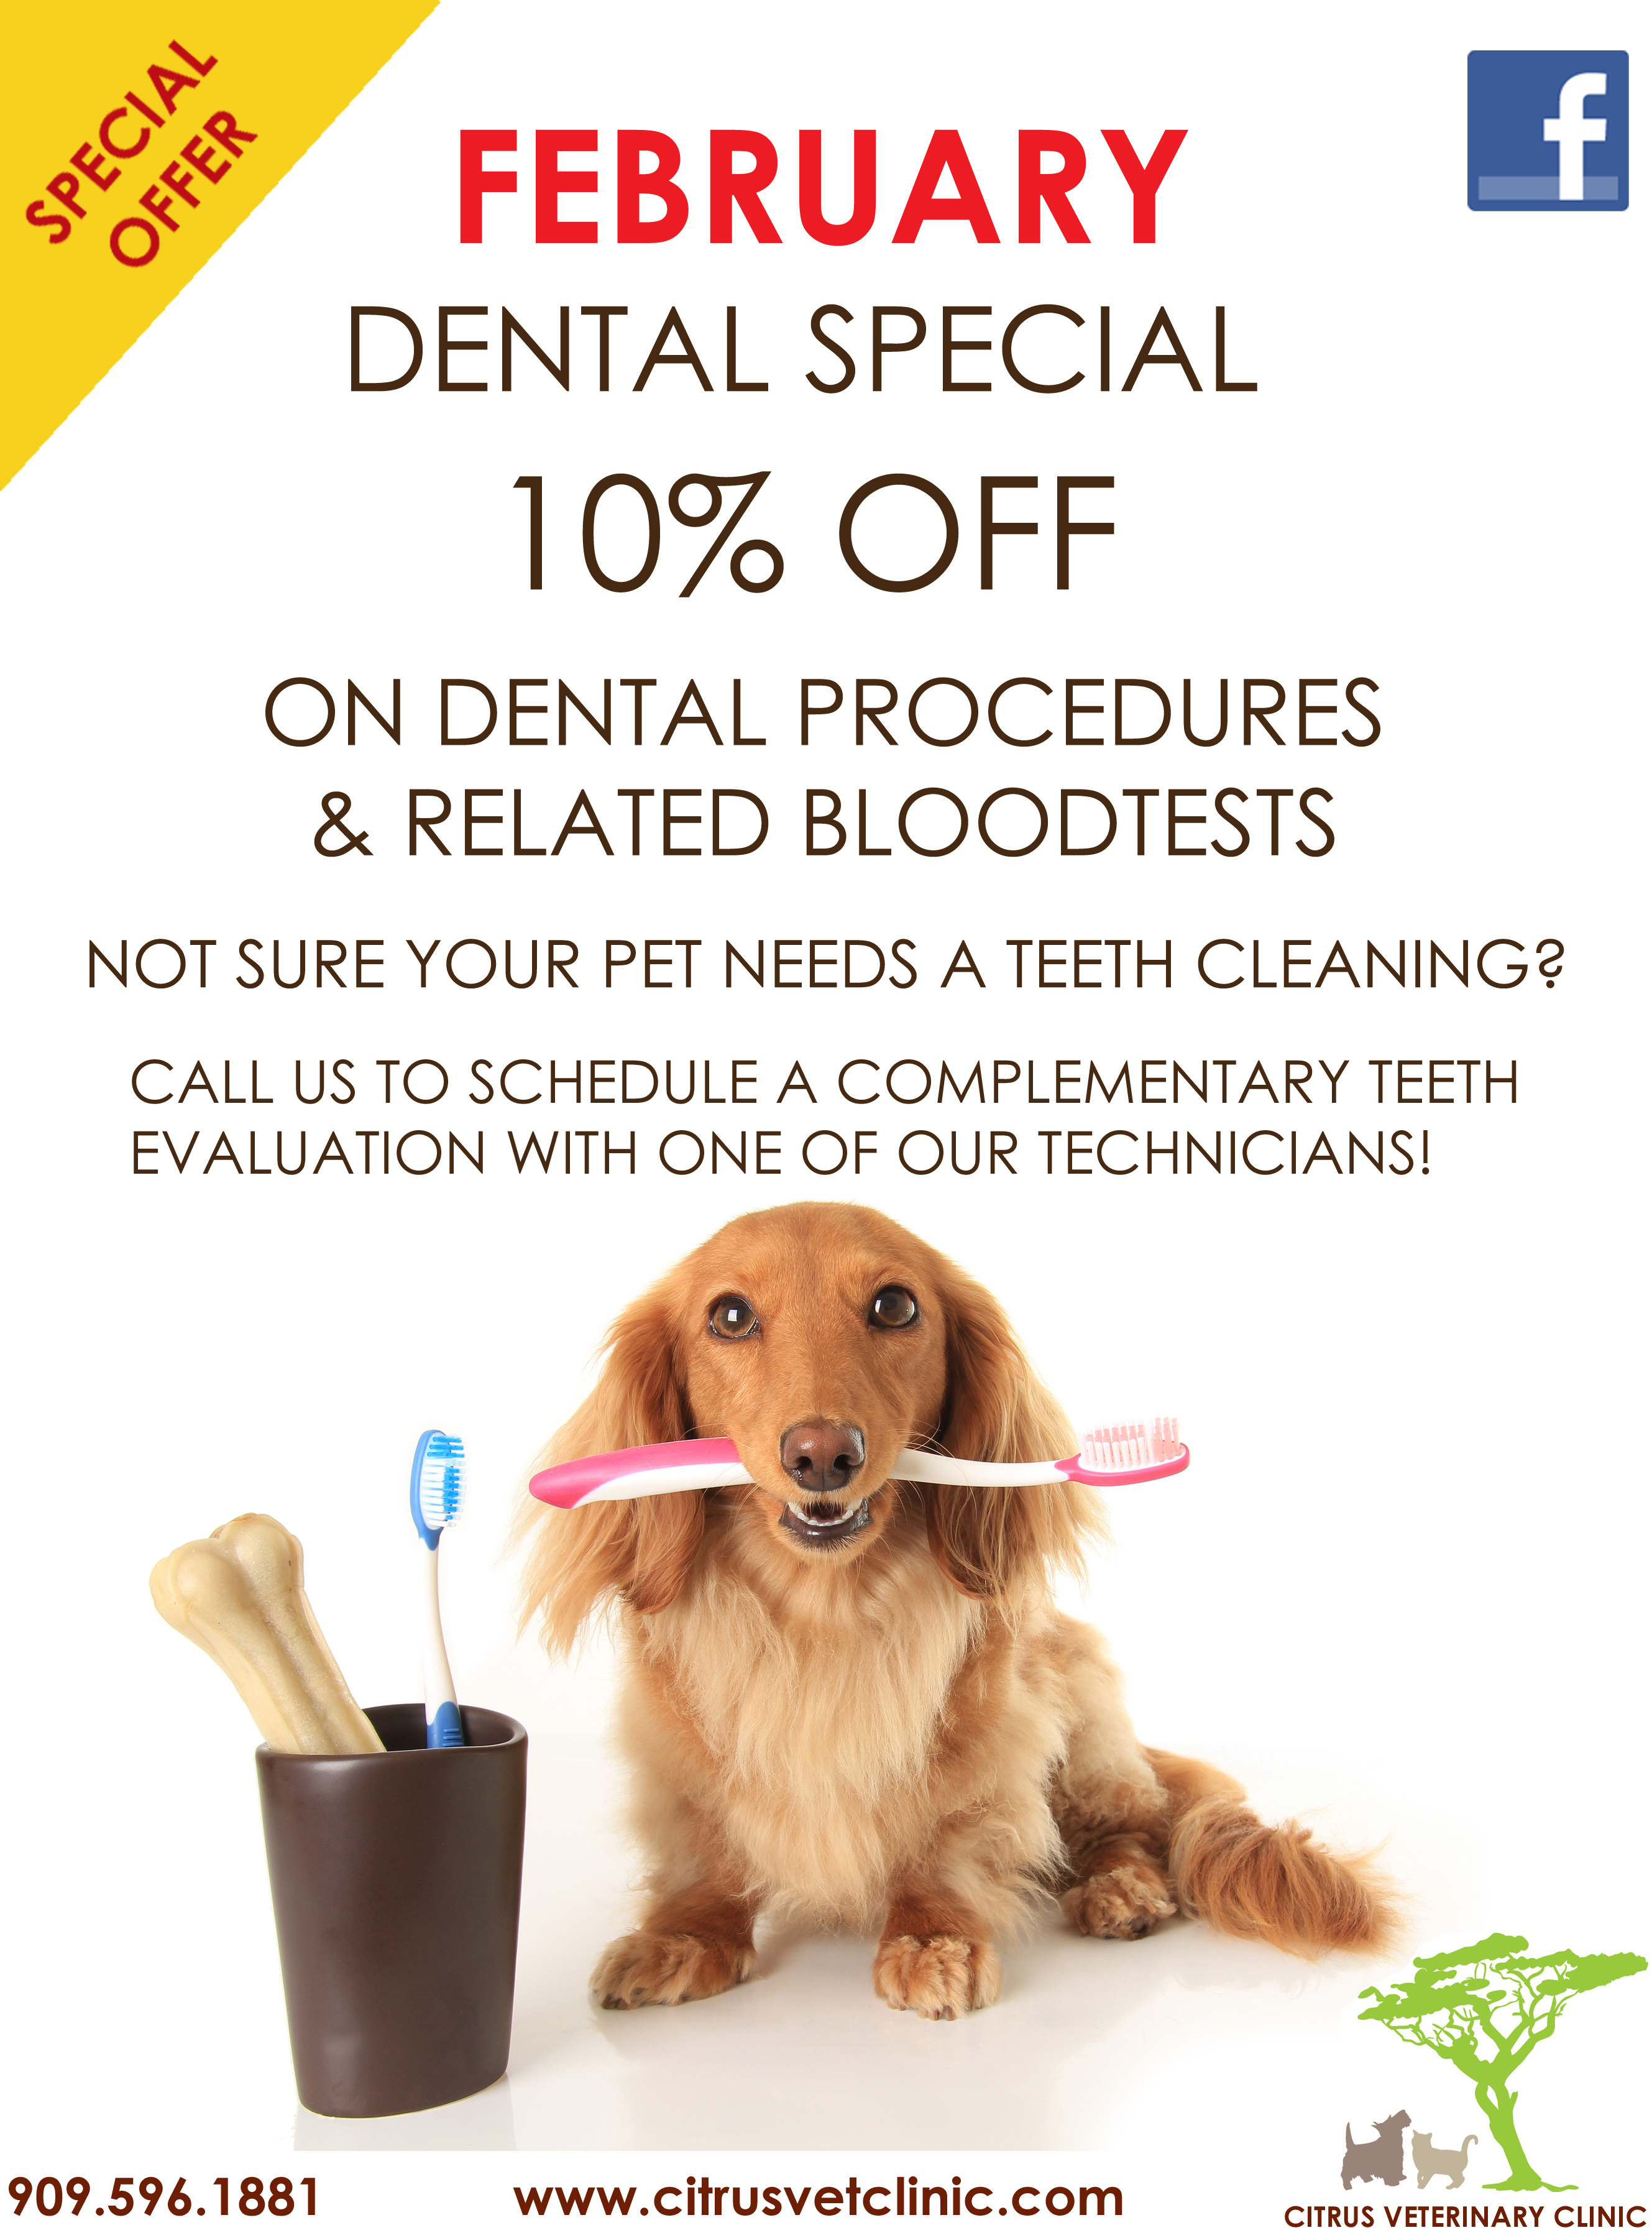 SPECIAL
OFFER
f
FEBRUARY
DENTAL SPECIAL
10% OFF
ON DENTAL PROCEDURES
& RELATED BLOODTESTS
NOT SURE YOUR PET NEEDS A TEETH CLEANING?
CALL US TO SCHEDULE A COMPLEMENTARY TEETH
EVALUATION WITH ONE OF OUR TECHNICIANS!
909.596.1881
www.citrusvetclinic.com
CITRUS VETERINARY CLINIC